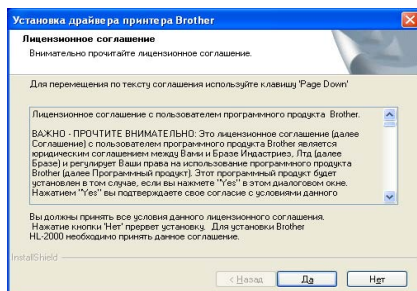 Установка драйвера принтера Brother
Лицензионное соглашение
Внимательно прочитайте лицензионное соглашение.
Для перемещения по тексту соглашения используйте клавишу 'Page Down'
Лицензионное соглашение с пользователем программного продукта Brother.
ВАЖНО - ПРОЧТИТЕ ВНИМАТЕЛЬНО: Это лицензионное соглашение (далее
Соглашение) с пользователем программного продукта Brother является
юридическим соглашением между Вами и Бразе Индастриез, Лтд (далее
Бразе) и регулирует Ваши права на использование программного продукта
Brother (далее Программный продукт). Этот программный продукт будет
установлен в том случае, если вы нажмете "Yes" в этом диалоговом окне.
Нажатием "Yes" вы подтверждаете свое согласие с условиями данного
Вы должны принять все условия данного лицензионного соглашения.
Нажатие кнопки 'Нет' прервет установку. Для установки Brother
HL-2000 необходимо принять данное соглашение.
InstallShield
< Назад
Да
Нет